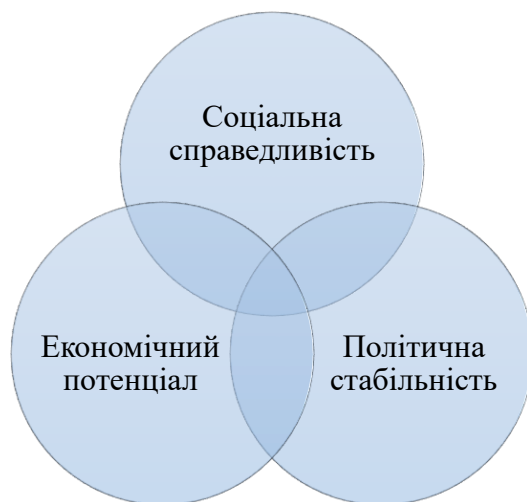 Соціальна
справедливість
Економічний
потенціал
Політична
стабільність